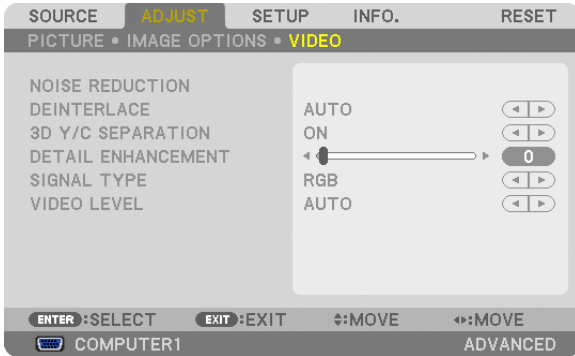 SOURCE ADJUST SETUP INFO. RESET
PICTURE • IMAGE OPTIONS • VIDEO
NOISE REDUCTION
DEINTERLACE AUTO
3D Y/C SEPARATION ON
DETAIL ENHANCEMENT 0
SIGNAL TYPE RGB
VIDEO LEVEL AUTO
ENTER :SELECT EXIT :EXIT :MOVE :MOVE
COMPUTER1 ADVANCED